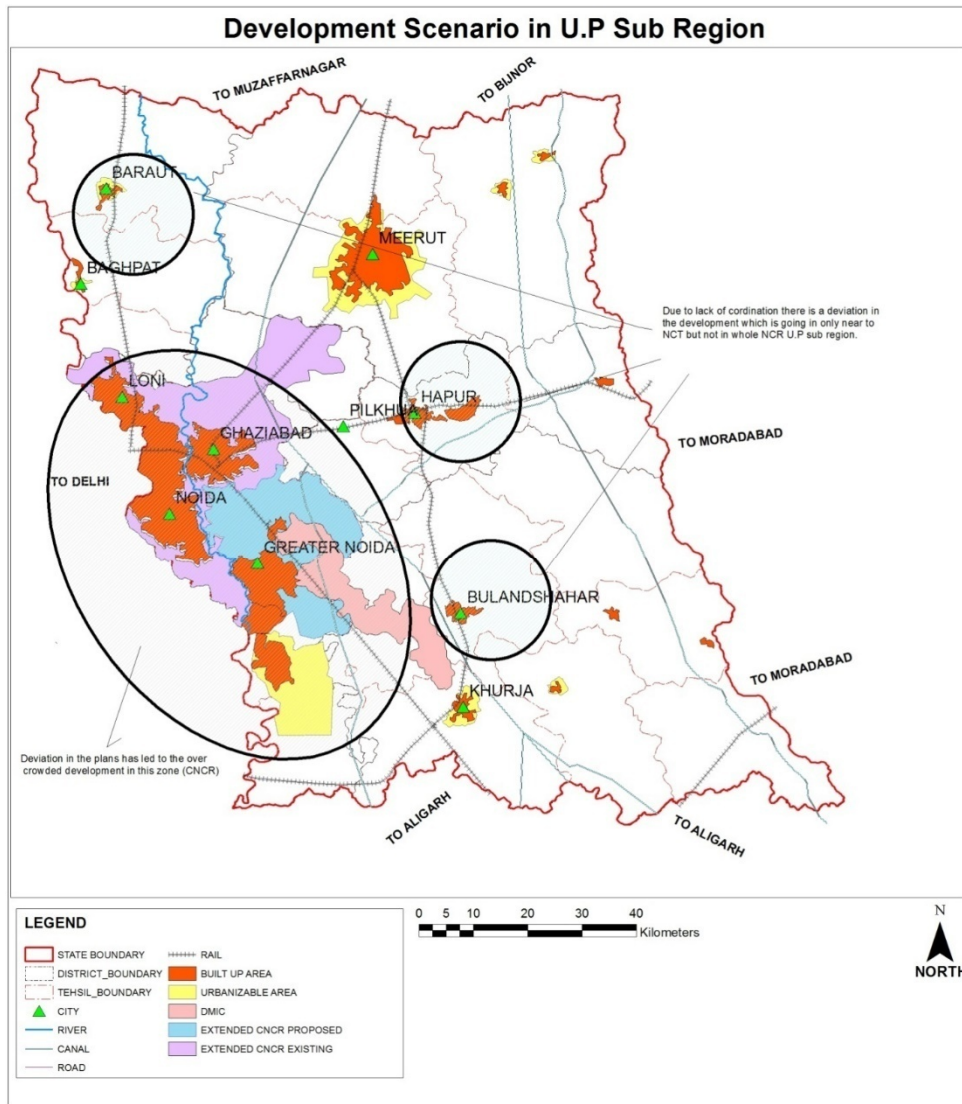 Development Scenario in U.P Sub Region
TO MUZAFFARNAGAR
TO BIJNOR
BARAUT
MEERUT
BAGHPAT
Due to lack of cordination there is a deviation in
the development which is going in only near to
NCT but not in whole NCR U.P sub region.
LONI
HAPUR
PILKHUA
GHAZIABAD
TO MORADABAD
TO DELHI
NOIDA
GREATER NOIDA
BULANDSHAHAR
TO MORADABAD
KHURJA
Deviation in the plans has led to the over
crowded development in this zone (CNCR)
TO ALIGARH
TO ALIGARH
LEGEND
STATE BOUNDARY
DISTRICT_BOUNDARY
TEHSIL_BOUNDARY
CITY
RIVER
CANAL
ROAD
RAIL
BUILT UP AREA
URBANIZABLE AREA
DMIC
EXTENDED CNCR PROPOSED
EXTENDED CNCR EXISTING
0 5 10 20 30 40
Kilometers
N
NORTH